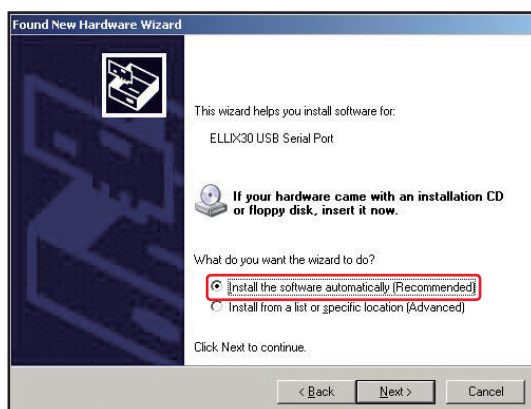 Found New Hardware Wizard
This wizard helps you install software for:
ELLIX30 USB Serial Port
If your hardware came with an installation CD
or floppy disk, insert it now.
What do you want the wizard to do?
Install the software automatically (Recommended)
Install from a list or specific location (Advanced)
Click Next to continue.
< Back
Next >
Cancel